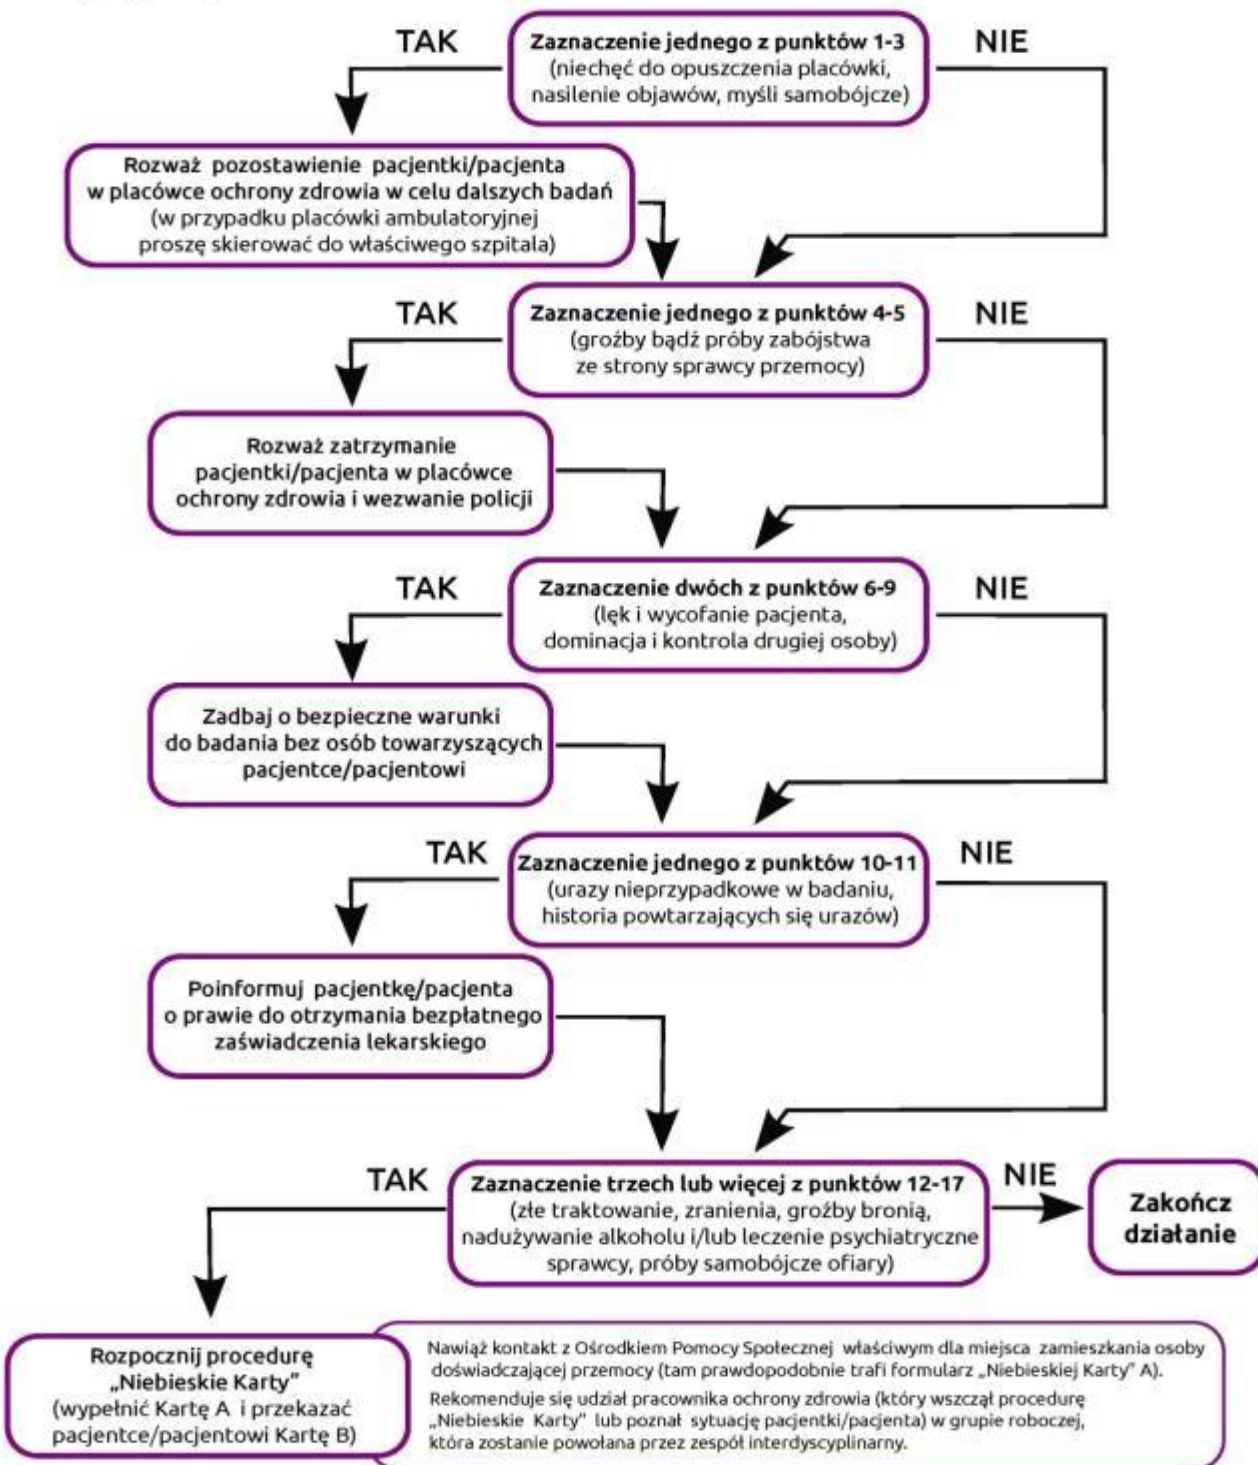 TAK
Zaznaczenie jednego z punktów 1-3
(niechęć do opuszczenia placówki,
nasilenie objawów, myśli samobójcze)
NIE
Rozważ pozostawienie pacjentki/pacjenta
w placówce ochrony zdrowia w celu dalszych badań
(w przypadku placówki ambulatoryjnej
proszę skierować do właściwego szpitala)
TAK
Zaznaczenie jednego z punktów 4-5
(groźby bądź próby zabójstwa
ze strony sprawcy przemocy)
NIE
Rozważ zatrzymanie
pacjentki/pacjenta w placówce
ochrony zdrowia i wezwanie policji
TAK
Zaznaczenie dwóch z punktów 6-9
(lęk i wycofanie pacjenta,
dominacja i kontrola drugiej osoby)
NIE
Zadbaj o bezpieczne warunki
do badania bez osób towarzyszących
pacjentce/pacjentowi
TAK
Zaznaczenie jednego z punktów 10-11
(urazy nieprzypadkowe w badaniu,
historia powtarzających się urazów)
NIE
Poinformuj pacjentkę/pacjenta
o prawie do otrzymania bezpłatnego
zaświadczenia lekarskiego
TAK
Zaznaczenie trzech lub więcej z punktów 12-17
(złe traktowanie, zranienia, groźby bronią,
nadużywanie alkoholu i/lub leczenie psychiatryczne
sprawcy, próby samobójcze ofiary)
NIE
Zakończ
działanie
Rozpocznij procedurę
„Niebieskie Karty"
(wypełnić Kartę A i przekazać
pacjentce/pacjentowi Kartę B)
Nawiąż kontakt z Ośrodkiem Pomocy Społecznej właściwym dla miejsca zamieszkania osoby
doświadczającej przemocy (tam prawdopodobnie trafi formularz „Niebieskiej Karty" A).
Rekomenduje się udział pracownika ochrony zdrowia (który wszczął procedurę
„Niebieskie Karty" lub poznał sytuację pacjentki/pacjenta) w grupie roboczej,
która zostanie powołana przez zespół interdyscyplinarny.